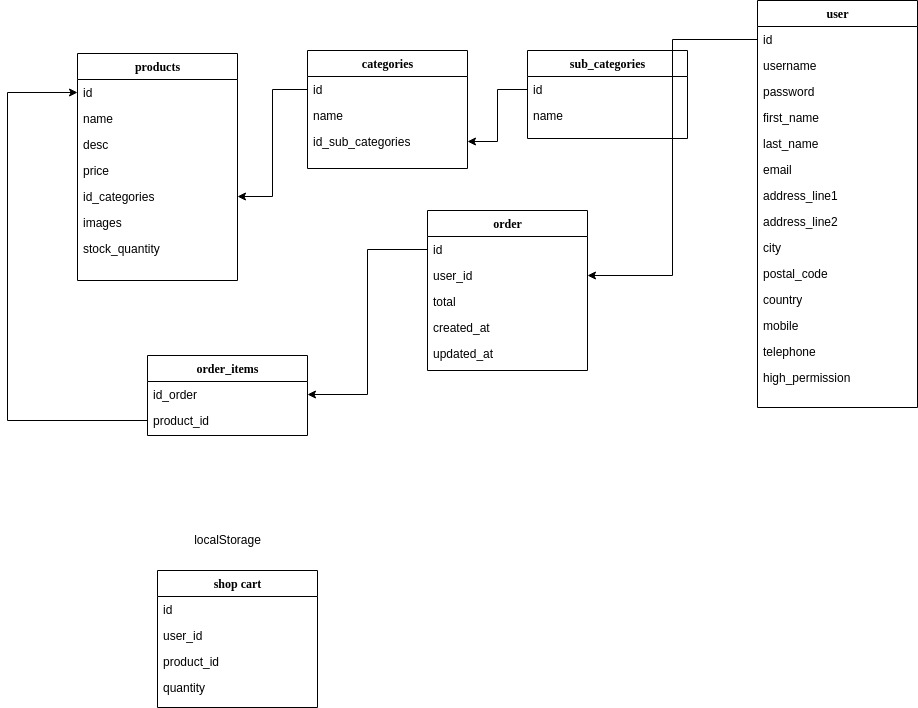 products
id
name
desc
price
id_categories
images
stock_quantity
categories
id
name
id_sub_categories
sub_categories
id
name
user
id
username
password
first_name
last_name
email
address_line1
address_line2
city
postal_code
country
mobile
telephone
high_permission
order
id
user_id
total
created_at
updated_at
order_items
id_order
product_id
localStorage
shop cart
id
user_id
product_id
quantity